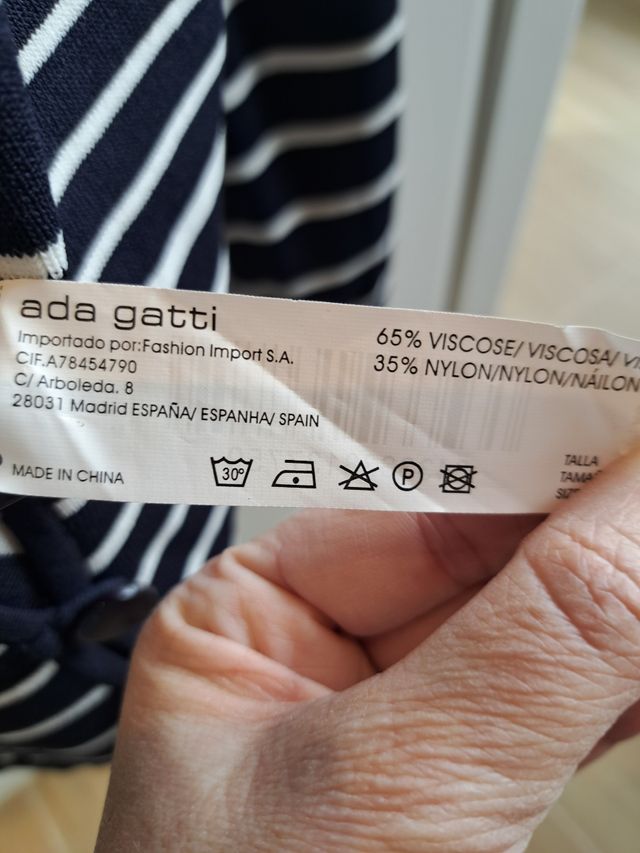 ada gatti
Importado por:Fashion Import S.A.
CIF.A78454790
C/ Arboleda. 8
28031 Madrid ESPAÑA/ ESPANHA/ SPAIN
MADE IN CHINA
65% VISCOSE/ VISCOSA/
35% NYLON/NYLON/NÁILON
30°
P
TALLA